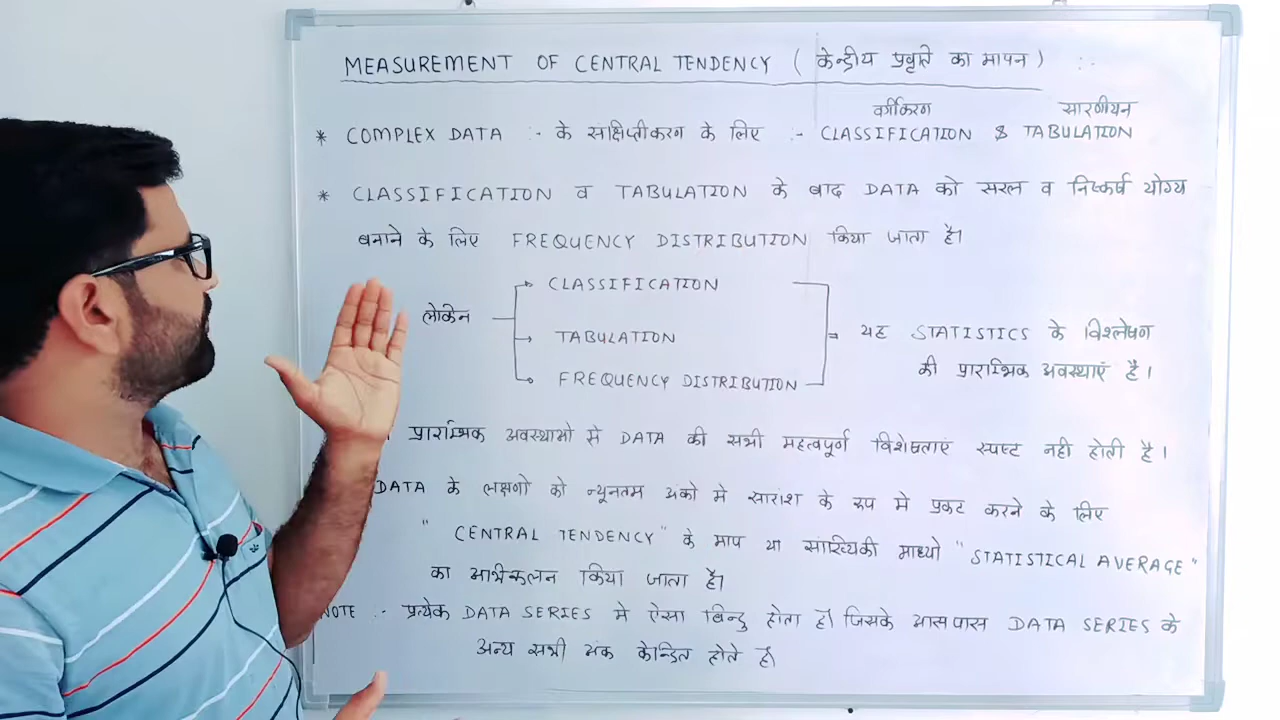 MEASUREMENT OF CENTRAL TENDENCY ( केन्द्रीय प्रवृति का मापन ) :-
वर्गीकरण सारणीयन
* COMPLEX DATA :- के संक्षिप्तीकरण के लिए :- CLASSIFICATION & TABULATION
* CLASSIFICATION व TABULATION के बाद DATA को सरल व निष्कर्ष योग्य
बनाने के लिए FREQUENCY DISTRIBUTION किया जाता है।
CLASSIFICATION
लेकिन
TABULATION
FREQUENCY DISTRIBUTION
यह STATISTICS के विश्लेषण
की प्रारम्भिक अवस्थाएं है।
प्रारम्भिक अवस्थाओ से DATA की सभी महत्वपूर्ण विशेषताएं स्पष्ट नही होती है।
DATA के लक्षणो को न्यूनतम अंको मे सारांश के रुप मे प्रकट करने के लिए
"CENTRAL TENDENCY" के माप या सांख्यिकी माध्यो "STATISTICAL AVERAGE"
का आभिकलन किया जाता है।
NOTE :- प्रत्येक DATA SERIES मे ऐसा बिन्दु होता है। जिसके आसपास DATA SERIES के
अन्य सभी अंक केन्द्रित होते है।